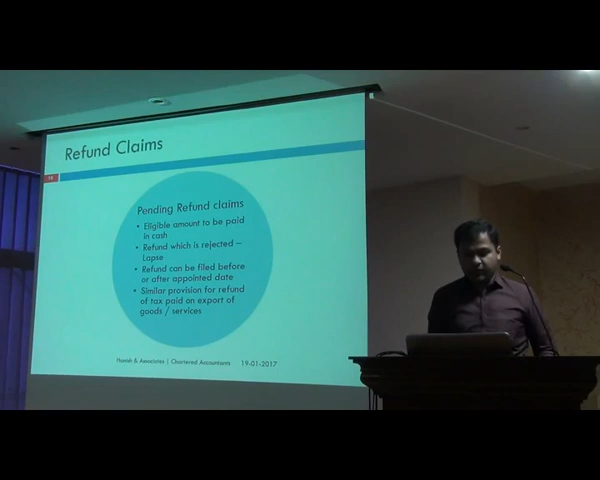 Refund Claims
Pending Refund claims
• Eligible amount to be paid
in cash
• Refund which is rejected –
Lapse
• Refund can be filed before
or after appointed date
• Similar provision for refund
of tax paid on export of
goods / services
& Associates | Chartered Accountants 19-01-2017